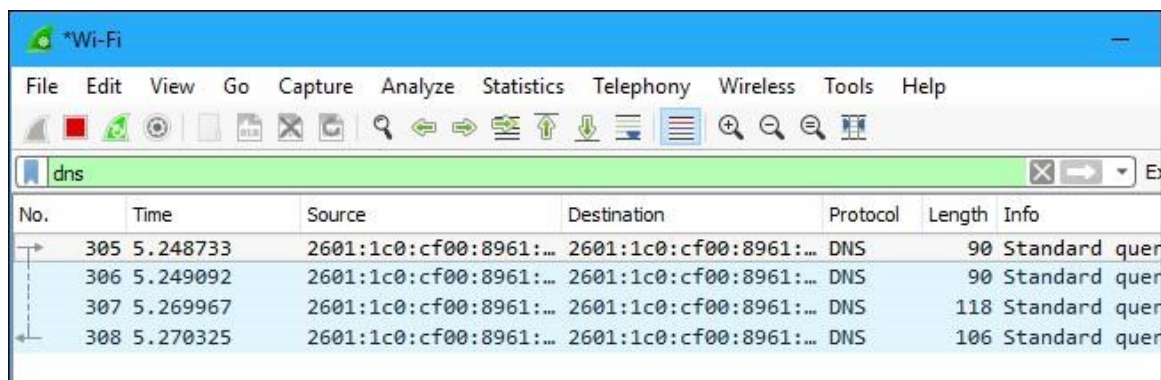 *Wi-Fi
File Edit View Go Capture Analyze Statistics Telephony Wireless Tools Help
dns
No. Time Source Destination Protocol Length Info
305 5.248733 2601:1c0:cf00:8961:… 2601:1c0:cf00:8961:… DNS 90 Standard quer
306 5.249092 2601:1c0:cf00:8961:… 2601:1c0:cf00:8961:… DNS 90 Standard quer
307 5.269967 2601:1c0:cf00:8961:… 2601:1c0:cf00:8961:… DNS 118 Standard quer
308 5.270325 2601:1c0:cf00:8961:… 2601:1c0:cf00:8961:… DNS 106 Standard quer